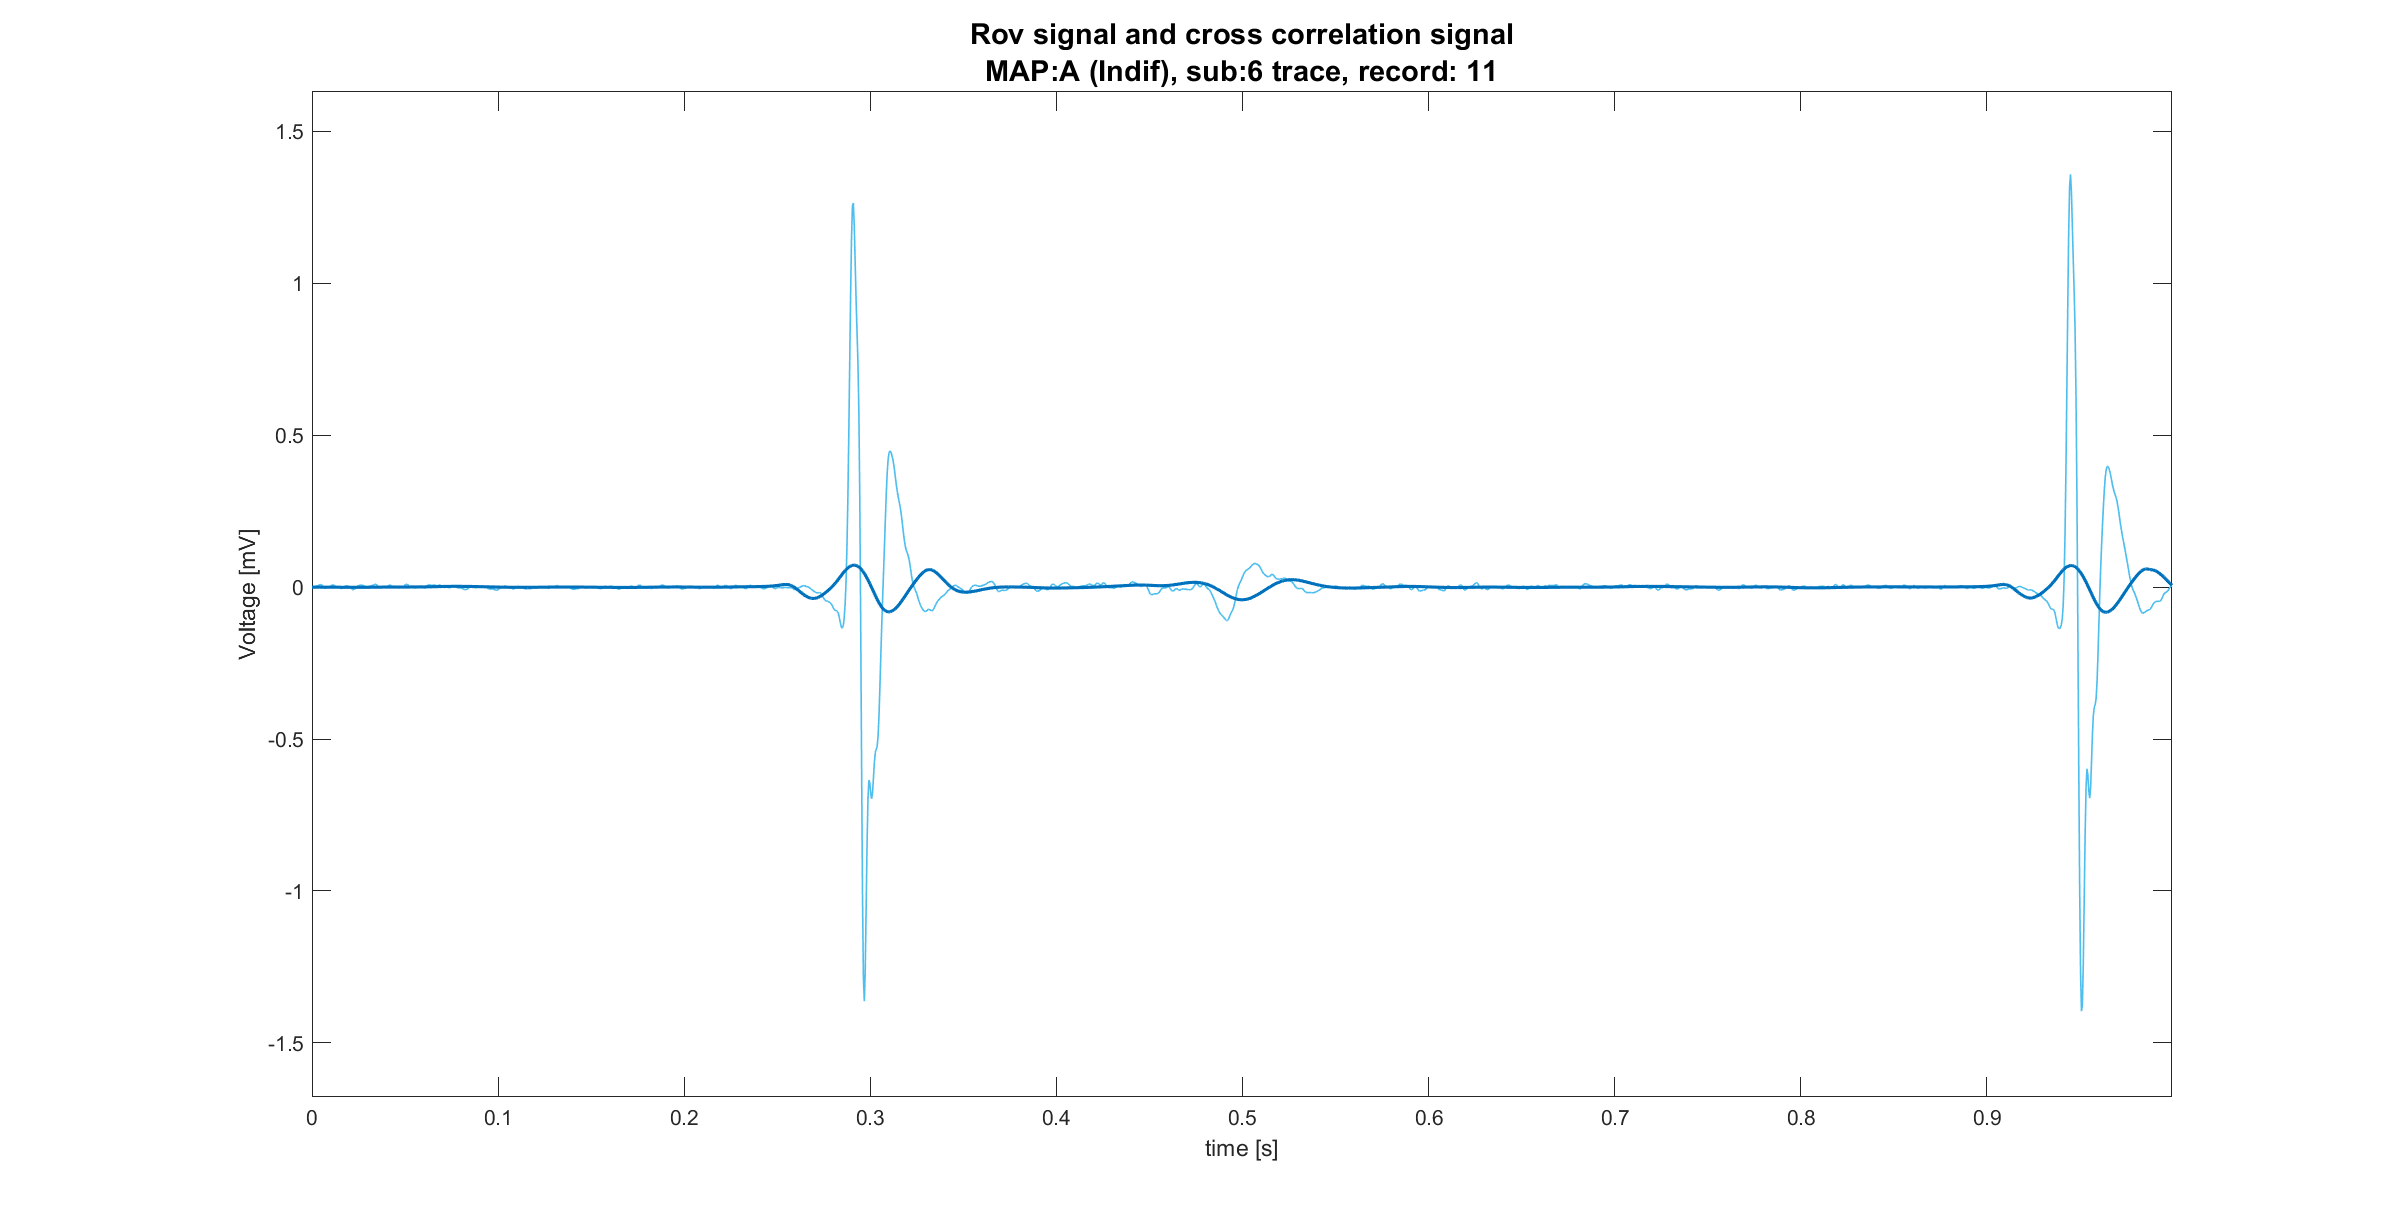 Rov signal and cross correlation signal
MAP:A (Indif), sub:6 trace, record: 11
1.5
1
0.5
0
-0.5
-1
-1.5
Voltage [mV]
0 0.1 0.2 0.3 0.4 0.5 0.6 0.7 0.8 0.9
time [s]